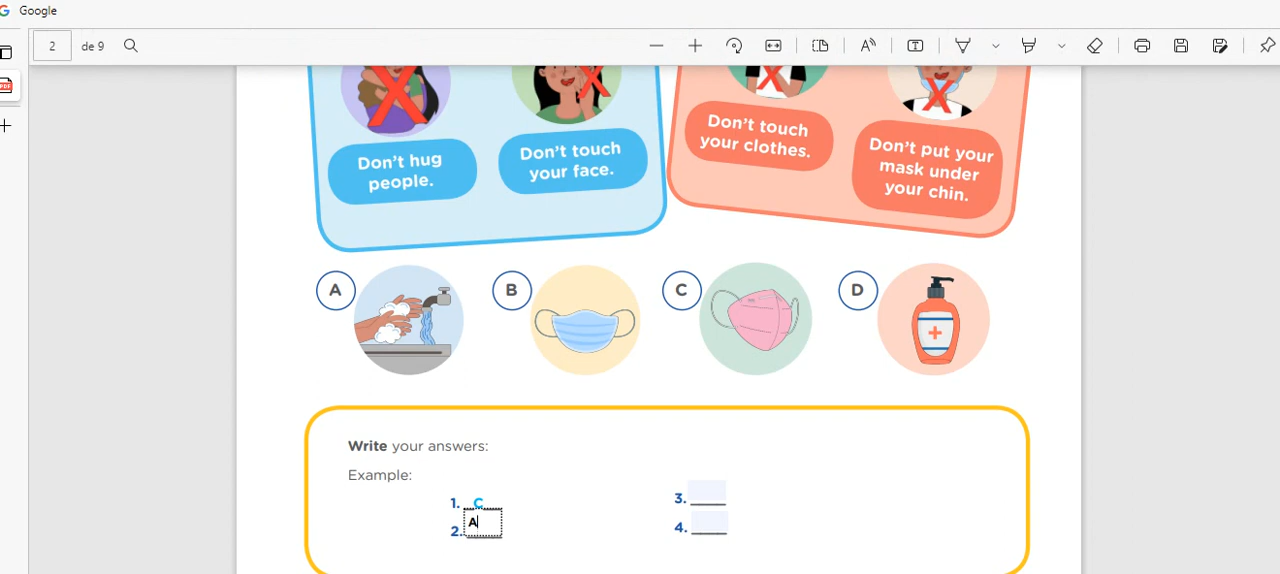 Google
2 de 9
Don't hug
people.
Don't touch
your face.
Don't touch
your clothes.
Don't put your
mask under
your chin.
A B C D
Write your answers:
Example:
1. C
2. A
3.
4.